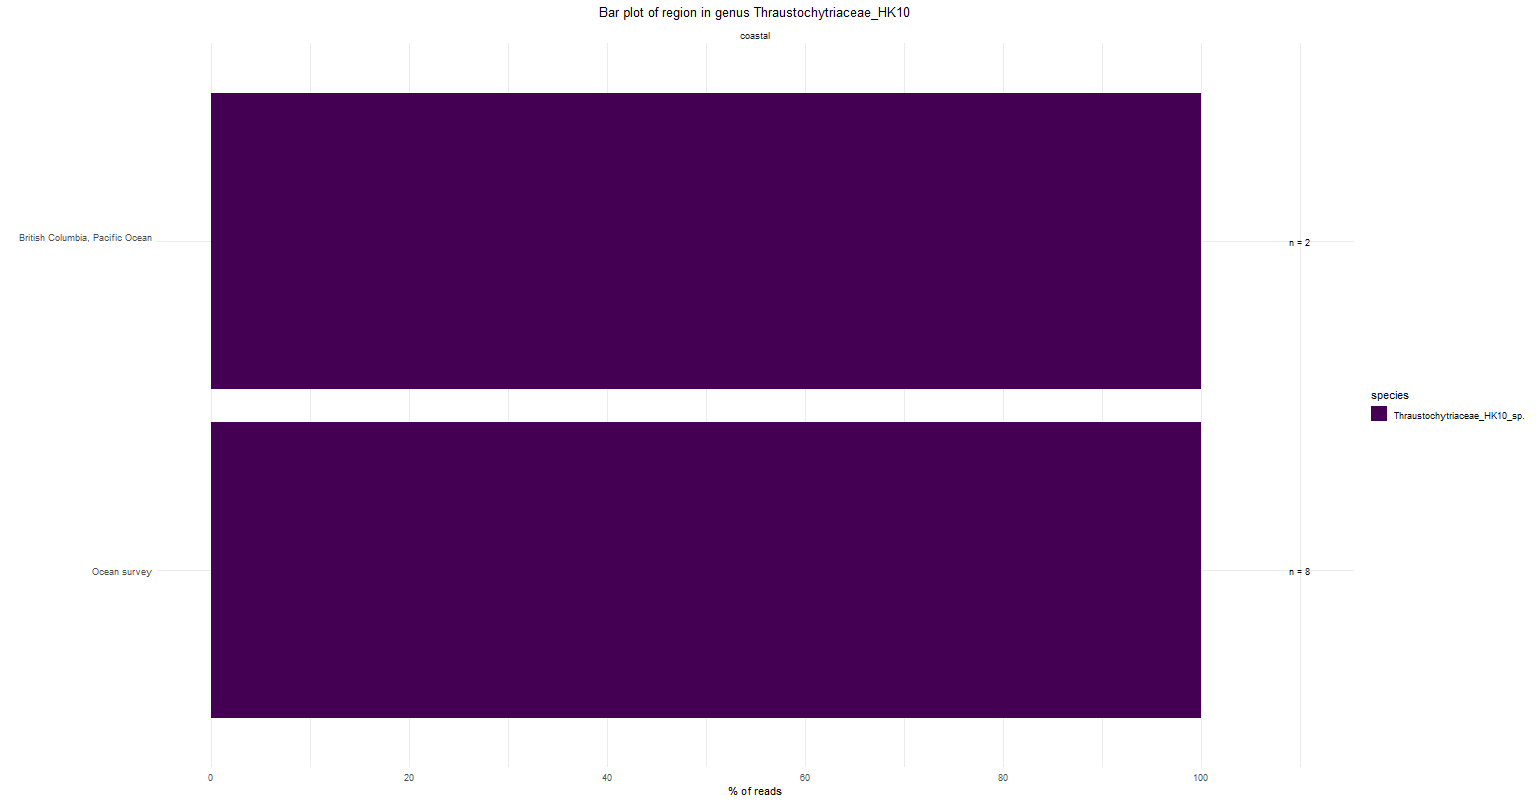 Bar plot of region in genus Thraustochytriaceae_HK10
coastal
British Columbia, Pacific Ocean
n = 2
Ocean survey
n = 8
species
Thraustochytriaceae_HK10_sp.
0 20 40 60 80 100
% of reads